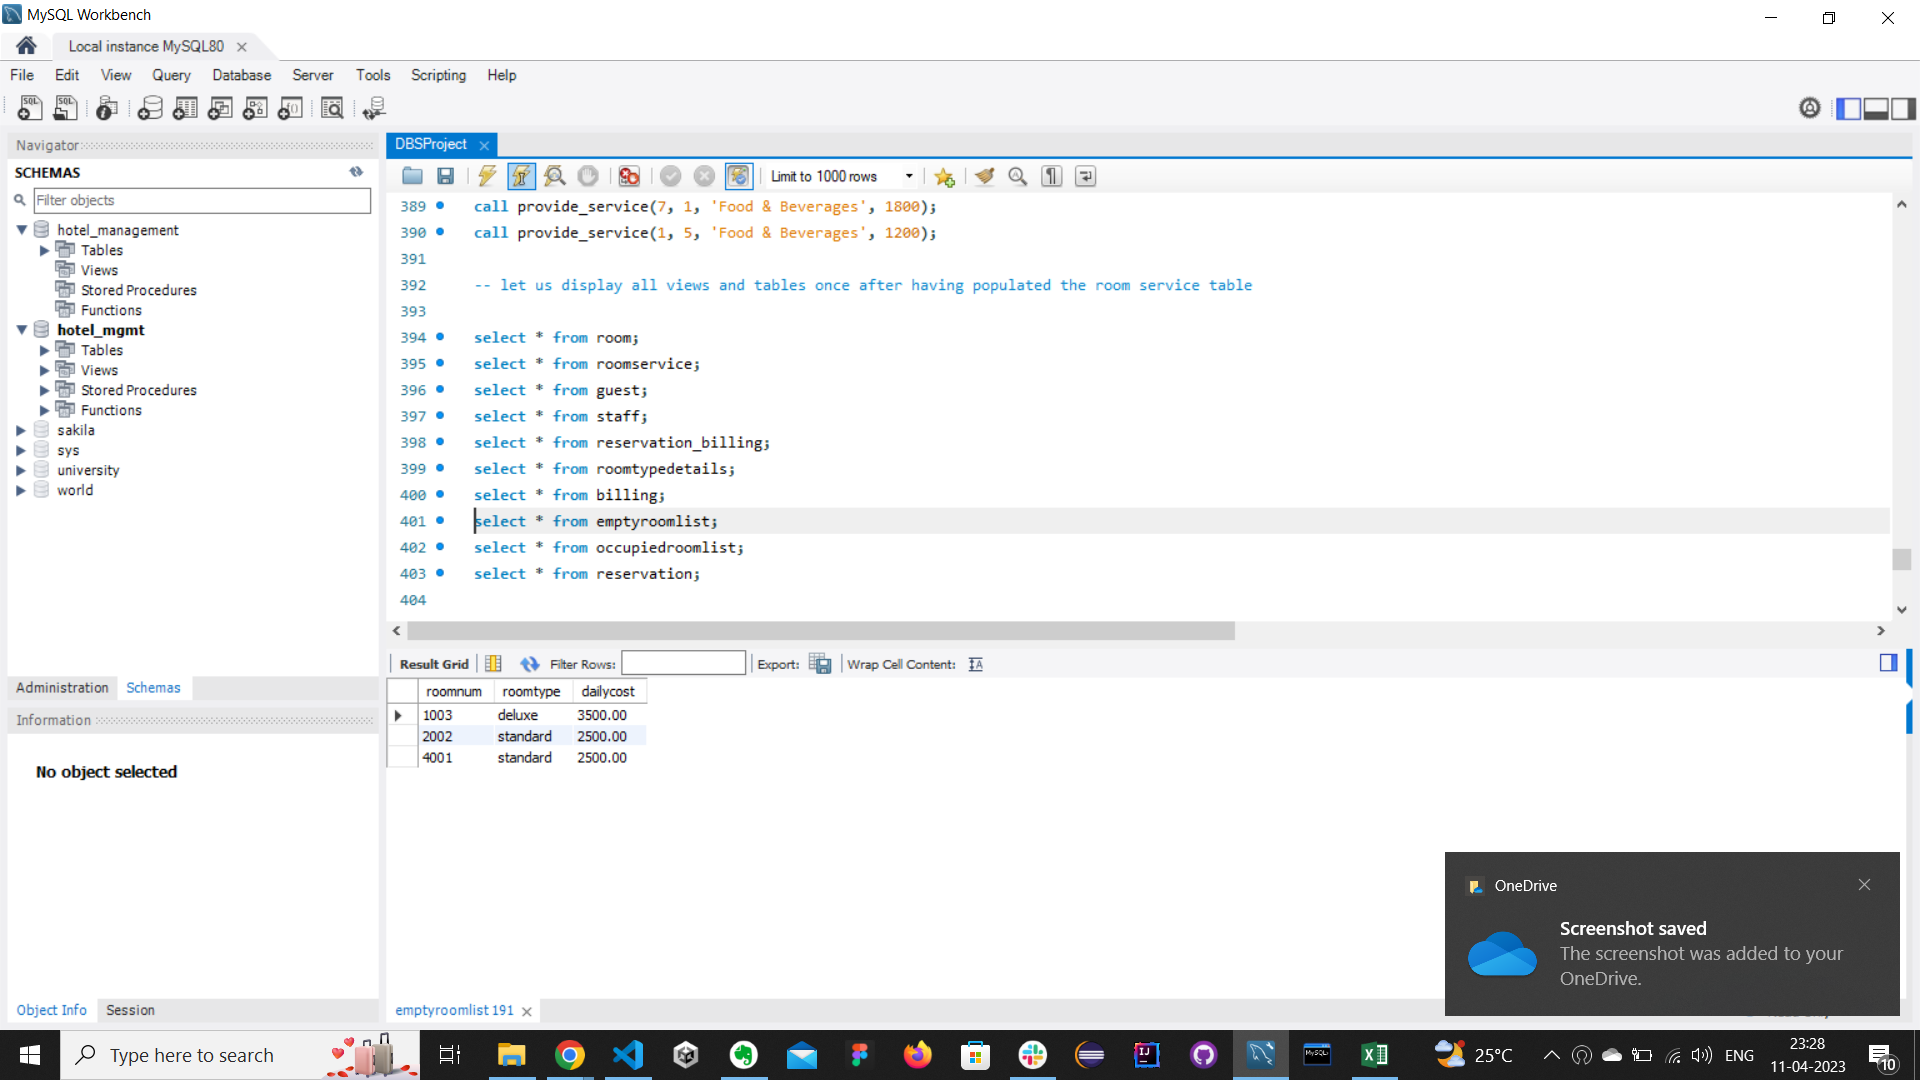 MySQL Workbench
Local instance MySQL80
File Edit View Query Database Server Tools Scripting Help
Navigator
SCHEMAS
Filter objects
hotel_management
Tables
Views
Stored Procedures
Functions
hotel_mgmt
Tables
Views
Stored Procedures
Functions
sakila
sys
university
world
Administration Schemas
Information
No object selected
Object Info Session
DBSProject
Limit to 1000 rows
389 call provide_service(7, 1, 'Food & Beverages', 1800);
390 call provide_service(1, 5, 'Food & Beverages', 1200);
391
392 -- let us display all views and tables once after having populated the room service table
393
394 select * from room;
395 select * from roomservice;
396 select * from guest;
397 select * from staff;
398 select * from reservation_billing;
399 select * from roomtypedetails;
400 select * from billing;
401 select * from emptyroomlist;
402 select * from occupiedroomlist;
403 select * from reservation;
404
Result Grid Filter Rows: Export: Wrap Cell Content:
roomnum roomtype dailycost
1003 deluxe 3500.00
2002 standard 2500.00
4001 standard 2500.00
emptyroomlist 191
OneDrive
Screenshot saved
The screenshot was added to your
OneDrive.
Type here to search
25°C
ENG
23:28
11-04-2023
10